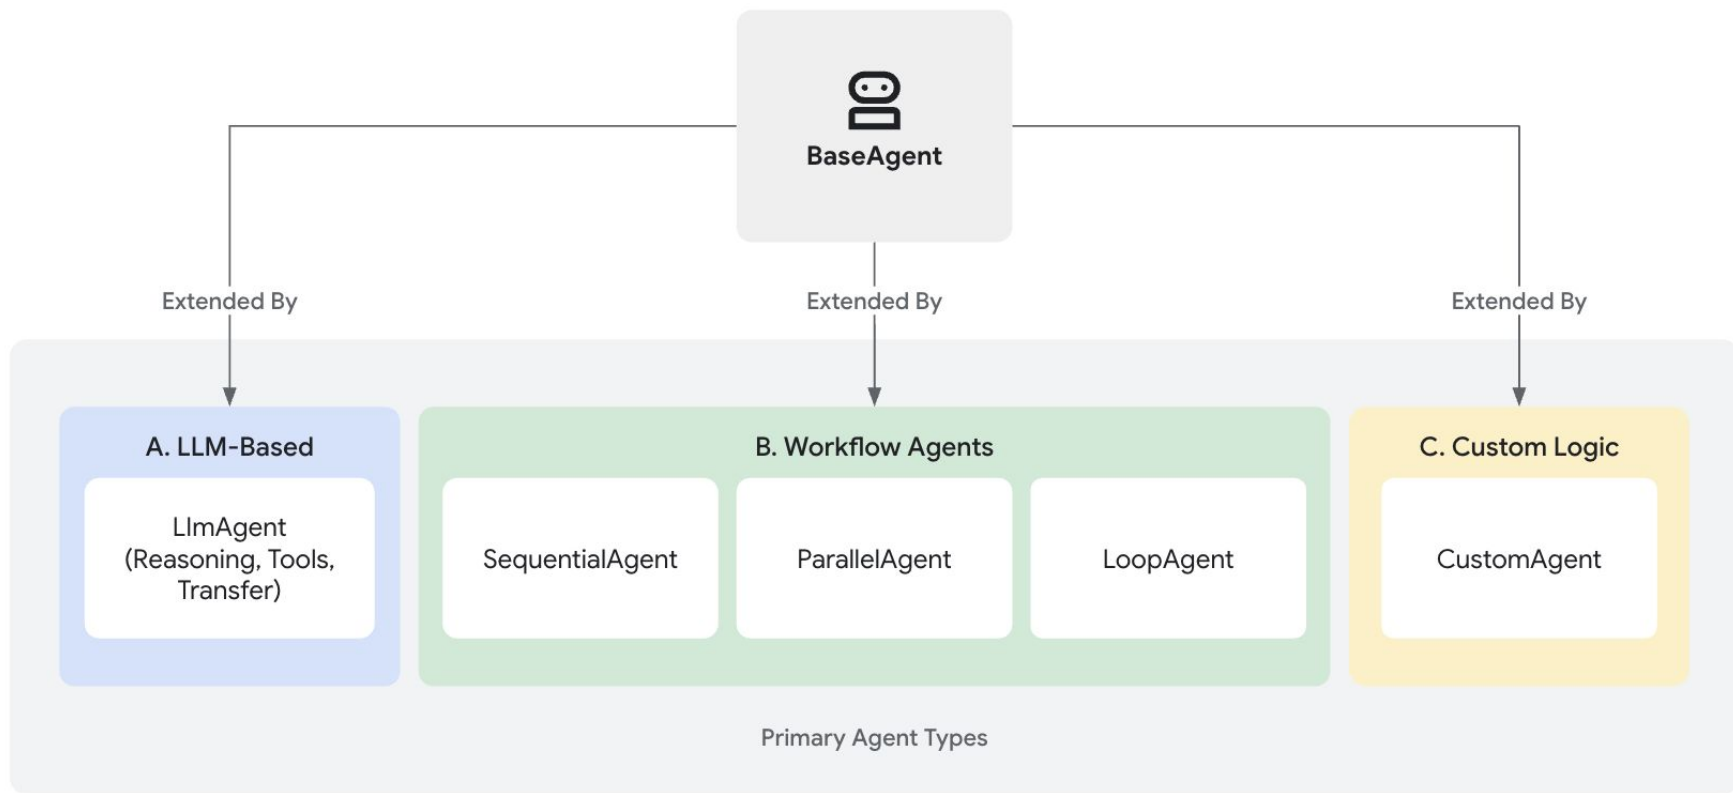 BaseAgent
Extended By
Extended By
Extended By
A. LLM-Based
LlmAgent
(Reasoning, Tools,
Transfer)
B. Workflow Agents
SequentialAgent
ParallelAgent
LoopAgent
C. Custom Logic
CustomAgent
Primary Agent Types